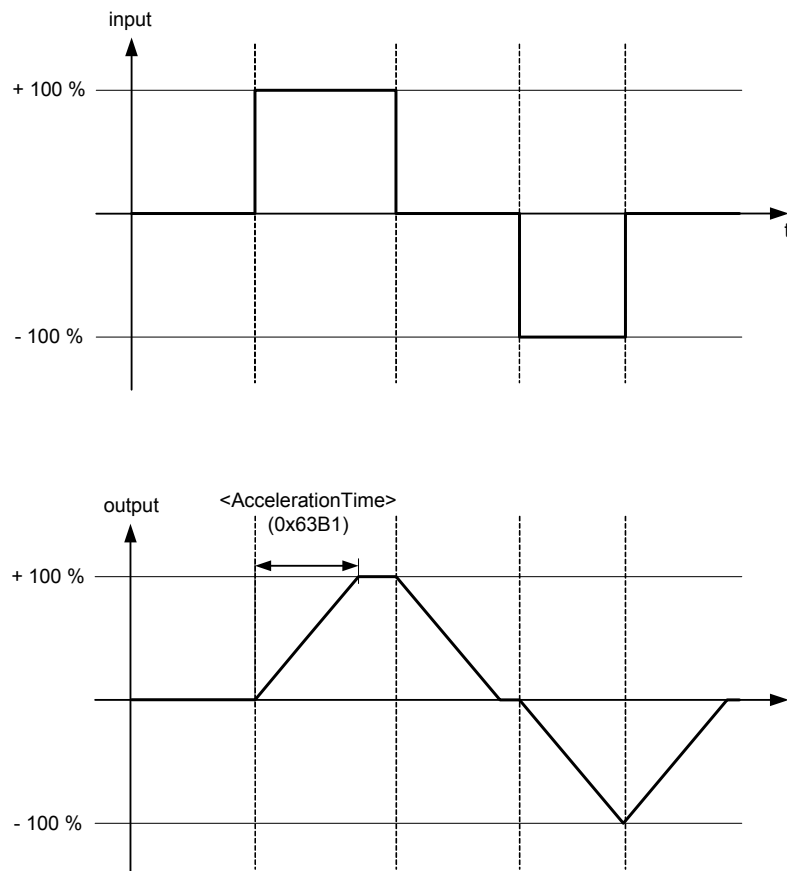 input
+ 100 %
t
- 100 %
<AccelerationTime>
(0x63B1)
output
+ 100 %
- 100 %